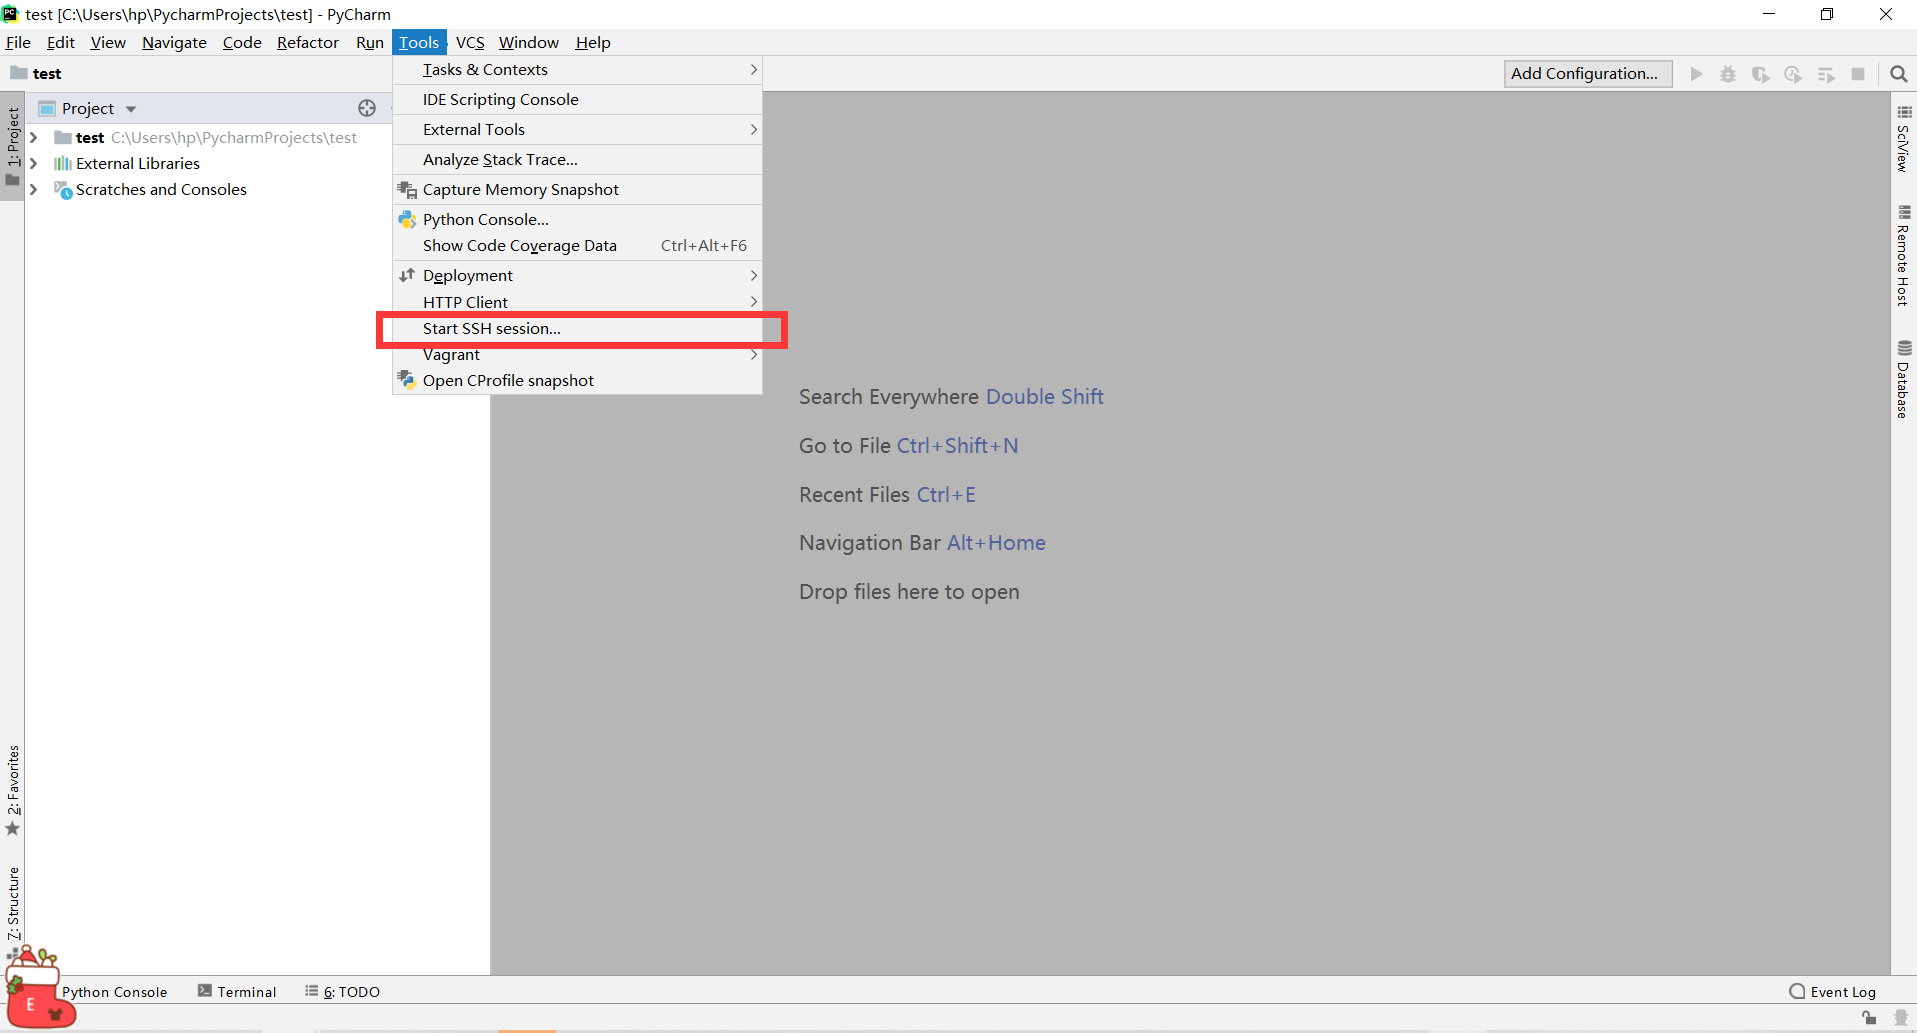 test [C:\Users\hp\PycharmProjects\test] - PyCharm
File Edit View Navigate Code Refactor Run Tools VCS Window Help
test
Add Configuration...
Project
1: Project
test C:\Users\hp\PycharmProjects\test
External Libraries
Scratches and Consoles
Tasks & Contexts
IDE Scripting Console
External Tools
Analyze Stack Trace...
Capture Memory Snapshot
Python Console...
Show Code Coverage Data Ctrl+Alt+F6
Deployment
HTTP Client
Start SSH session...
Vagrant
Open CProfile snapshot
Search Everywhere Double Shift
Go to File Ctrl+Shift+N
Recent Files Ctrl+E
Navigation Bar Alt+Home
Drop files here to open
SciView
Remote Host
Database
2: Favorites
7: Structure
E
Python Console Terminal 6: TODO Event Log